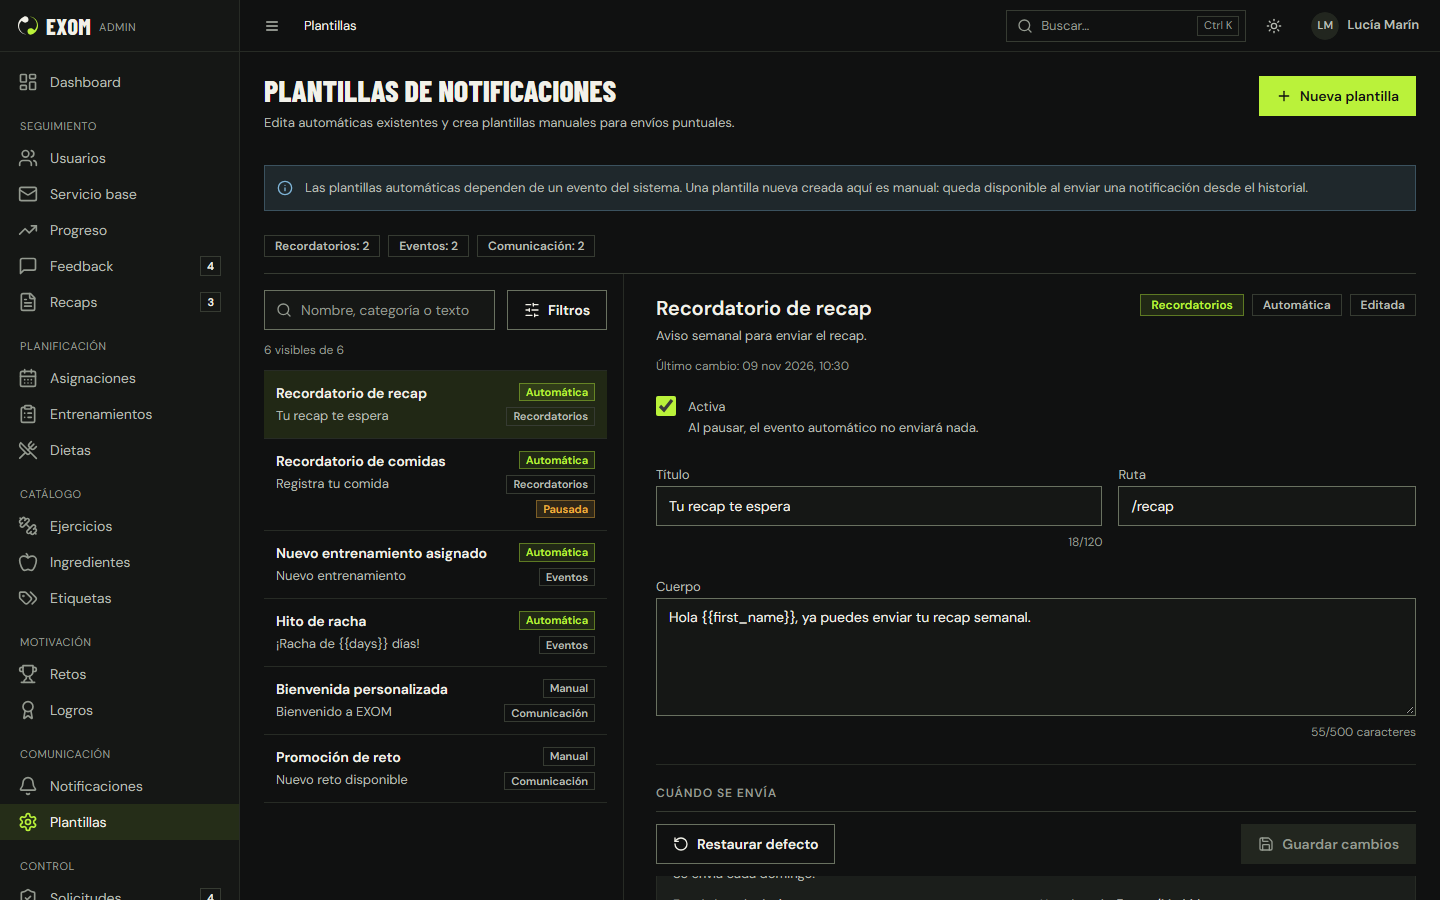 EXOM ADMIN
Plantillas
Buscar...
Ctrl K
LM
Lucía Marín
Dashboard
SEGUIMIENTO
Usuarios
Servicio base
Progreso
Feedback 4
Recaps 3
PLANIFICACIÓN
Asignaciones
Entrenamientos
Dietas
CATÁLOGO
Ejercicios
Ingredientes
Etiquetas
MOTIVACIÓN
Retos
Logros
COMUNICACIÓN
Notificaciones
Plantillas
CONTROL
Solicitudes 4
PLANTILLAS DE NOTIFICACIONES
Edita automáticas existentes y crea plantillas manuales para envíos puntuales.
Nueva plantilla
Las plantillas automáticas dependen de un evento del sistema. Una plantilla nueva creada aquí es manual: queda disponible al enviar una notificación desde el historial.
Recordatorios: 2
Eventos: 2
Comunicación: 2
Nombre, categoría o texto
Filtros
6 visibles de 6
Recordatorio de recap
Automática
Tu recap te espera
Recordatorios
Recordatorio de comidas
Automática
Registra tu comida
Recordatorios
Pausada
Nuevo entrenamiento asignado
Automática
Nuevo entrenamiento
Eventos
Hito de racha
Automática
¡Racha de {{days}} días!
Eventos
Bienvenida personalizada
Manual
Bienvenido a EXOM
Comunicación
Promoción de reto
Manual
Nuevo reto disponible
Comunicación
Recordatorio de recap
Recordatorios
Automática
Editada
Aviso semanal para enviar el recap.
Último cambio: 09 nov 2026, 10:30
Activa
Al pausar, el evento automático no enviará nada.
Título
Tu recap te espera
18/120
Ruta
/recap
Cuerpo
Hola {{first_name}}, ya puedes enviar tu recap semanal.
55/500 caracteres
CUÁNDO SE ENVÍA
Restaurar defecto
Guardar cambios
Se envía cada domingo.